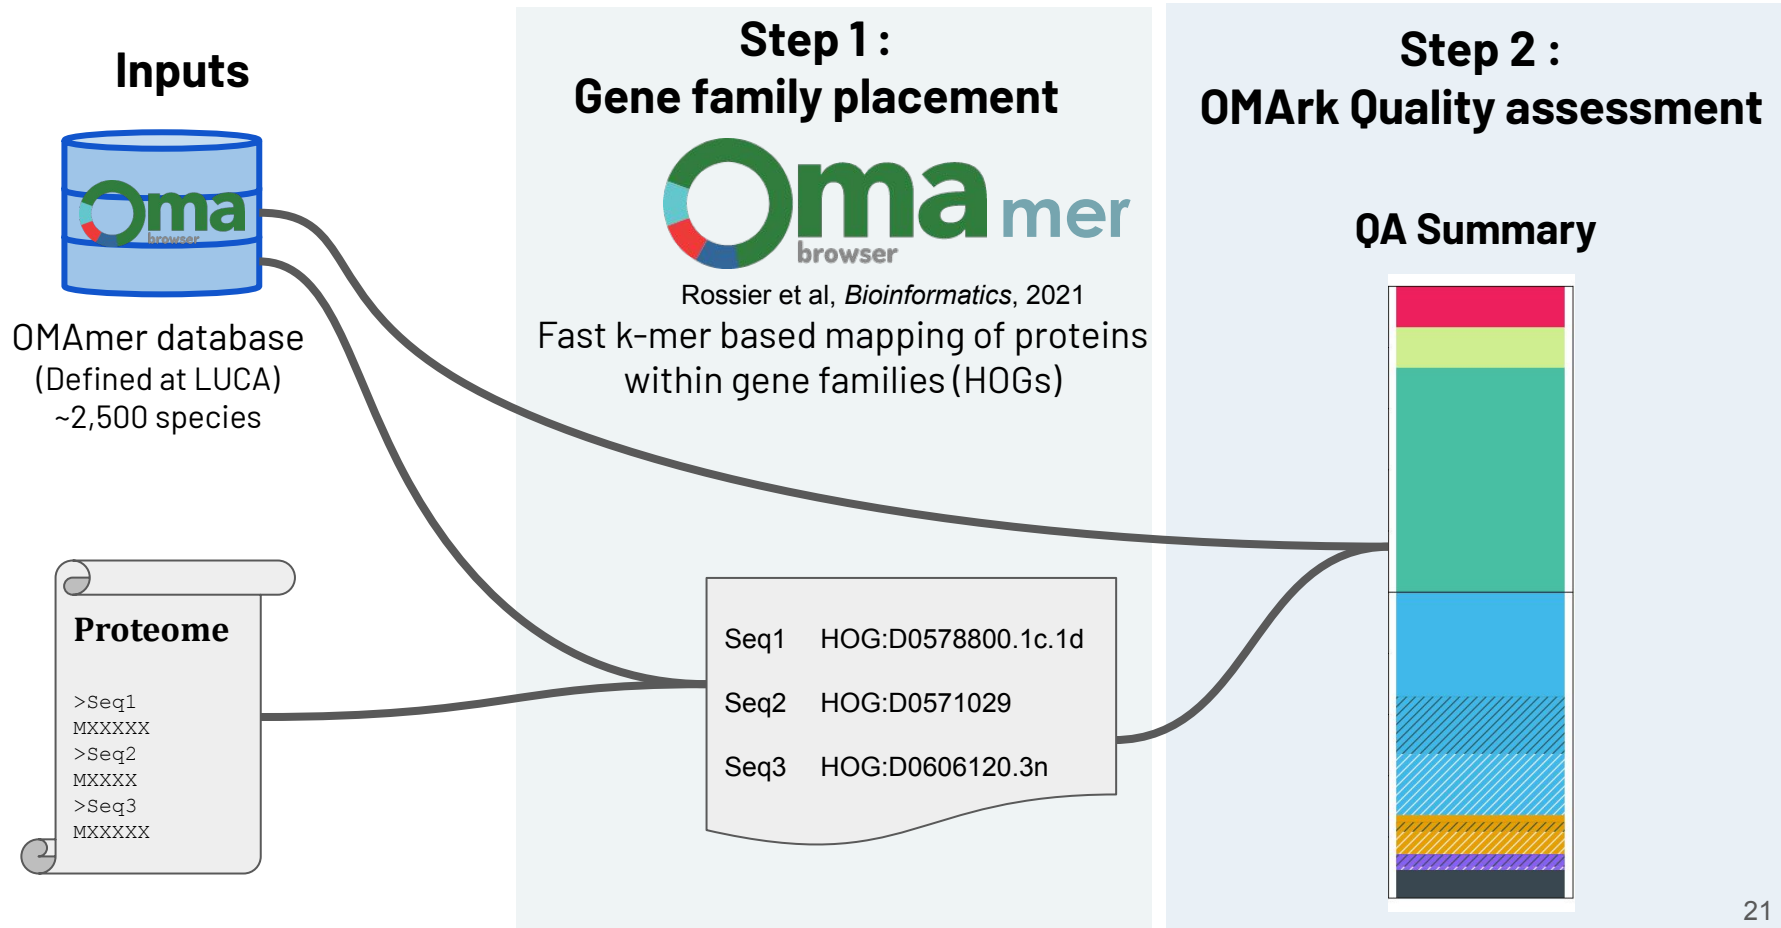 Inputs
Oma
browser
OMAmer database
(Defined at LUCA)
~2,500 species
Proteome
>Seq1
MXXXXX
>Seq2
MXXXX
>Seq3
MXXXXX
Step 1 :
Gene family placement
Oma mer
browser
Rossier et al, Bioinformatics, 2021
Fast k-mer based mapping of proteins
within gene families (HOGs)
Seq1 HOG:D0578800.1c.1d
Seq2 HOG:D0571029
Seq3 HOG:D0606120.3n
Step 2 :
OMArk Quality assessment
QA Summary
21